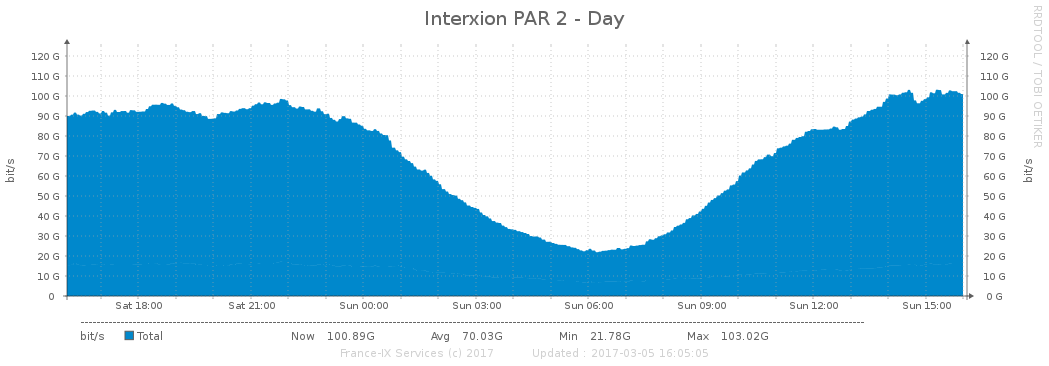 Interxion PAR 2 - Day
RRDTOOL / TOBI OETIKER
bit/s
120 G
110 G
100 G
90 G
80 G
70 G
60 G
50 G
40 G
30 G
20 G
10 G
0
120 G
110 G
100 G
90 G
80 G
70 G
60 G
50 G
40 G
30 G
20 G
10 G
0 G
bit/s
Sat 18:00 Sat 21:00 Sun 00:00 Sun 03:00 Sun 06:00 Sun 09:00 Sun 12:00 Sun 15:00
bit/s Total Now 100.89G Avg 70.03G Min 21.78G Max 103.02G
France-IX Services (c) 2017 Updated : 2017-03-05 16:05:05